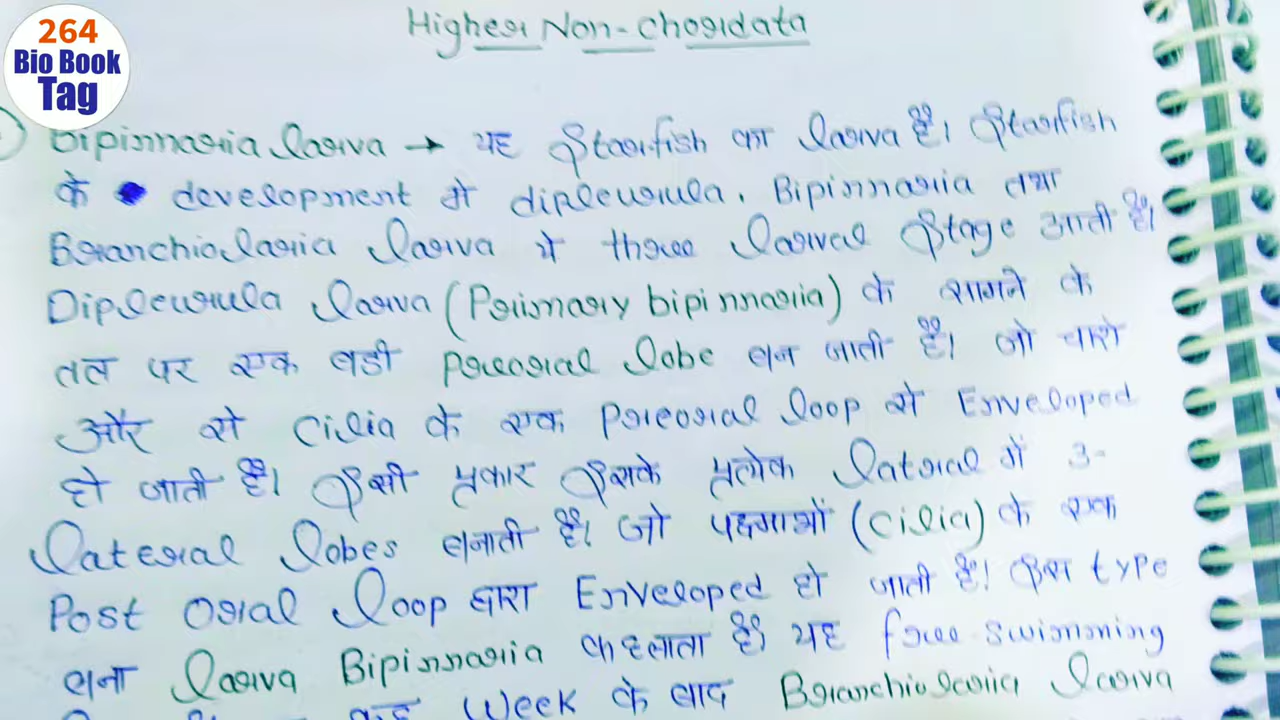 264
Bio Book
Tag
Higher Non-Chordata
Bipinnaria larva → यह Starfish का larva है। Starfish
के development मे dipleurula, Bipinnaria तथा
Branchiolaria larva ये three larval stage आती है।
Dipleurula larva (Primary bipinnaria) के सामने के
तल पर एक बडी preoral lobe बन जाती है। जो चारो
और से cilia के एक Preoral loop से Enveloped
हो जाती है। इसी प्रकार इसके प्रत्येक lateral में 3-
lateral lobes बनाती है। जो पक्ष्माओं (cilia) के एक
Post oral loop द्वारा Enveloped हो जाती है। इस type
बना larva Bipinnaria कहलाता है। यह free swimming
week के बाद Branchiolaria larva